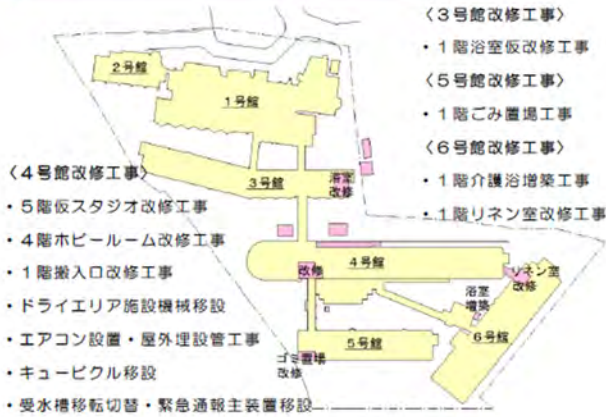 〈3号館改修工事〉
・1階浴室仮改修工事
〈5号館改修工事〉
・1階ごみ置場工事
〈6号館改修工事〉
・1階介護浴増築工事
・1階リネン室改修工事
2号館
1号館
3号館
浴室
改修
〈4号館改修工事〉
・5階仮スタジオ改修工事
・4階ホビールーム改修工事
・1階搬入口改修工事
・ドライエリア施設機械移設
・エアコン設置・屋外埋設管工事
・キュービクル移設
・受水槽移転切替・緊急通報主装置移設
改修
4号館
リネン室
改修
浴室
増築
6号館
5号館
ゴミ置場
改修